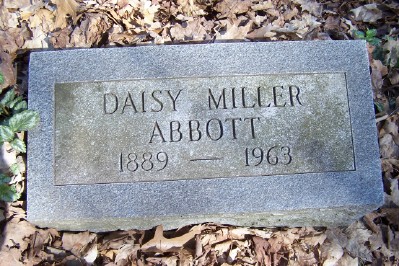 DAISY MILLER
ABBOTT
1889 — 1963